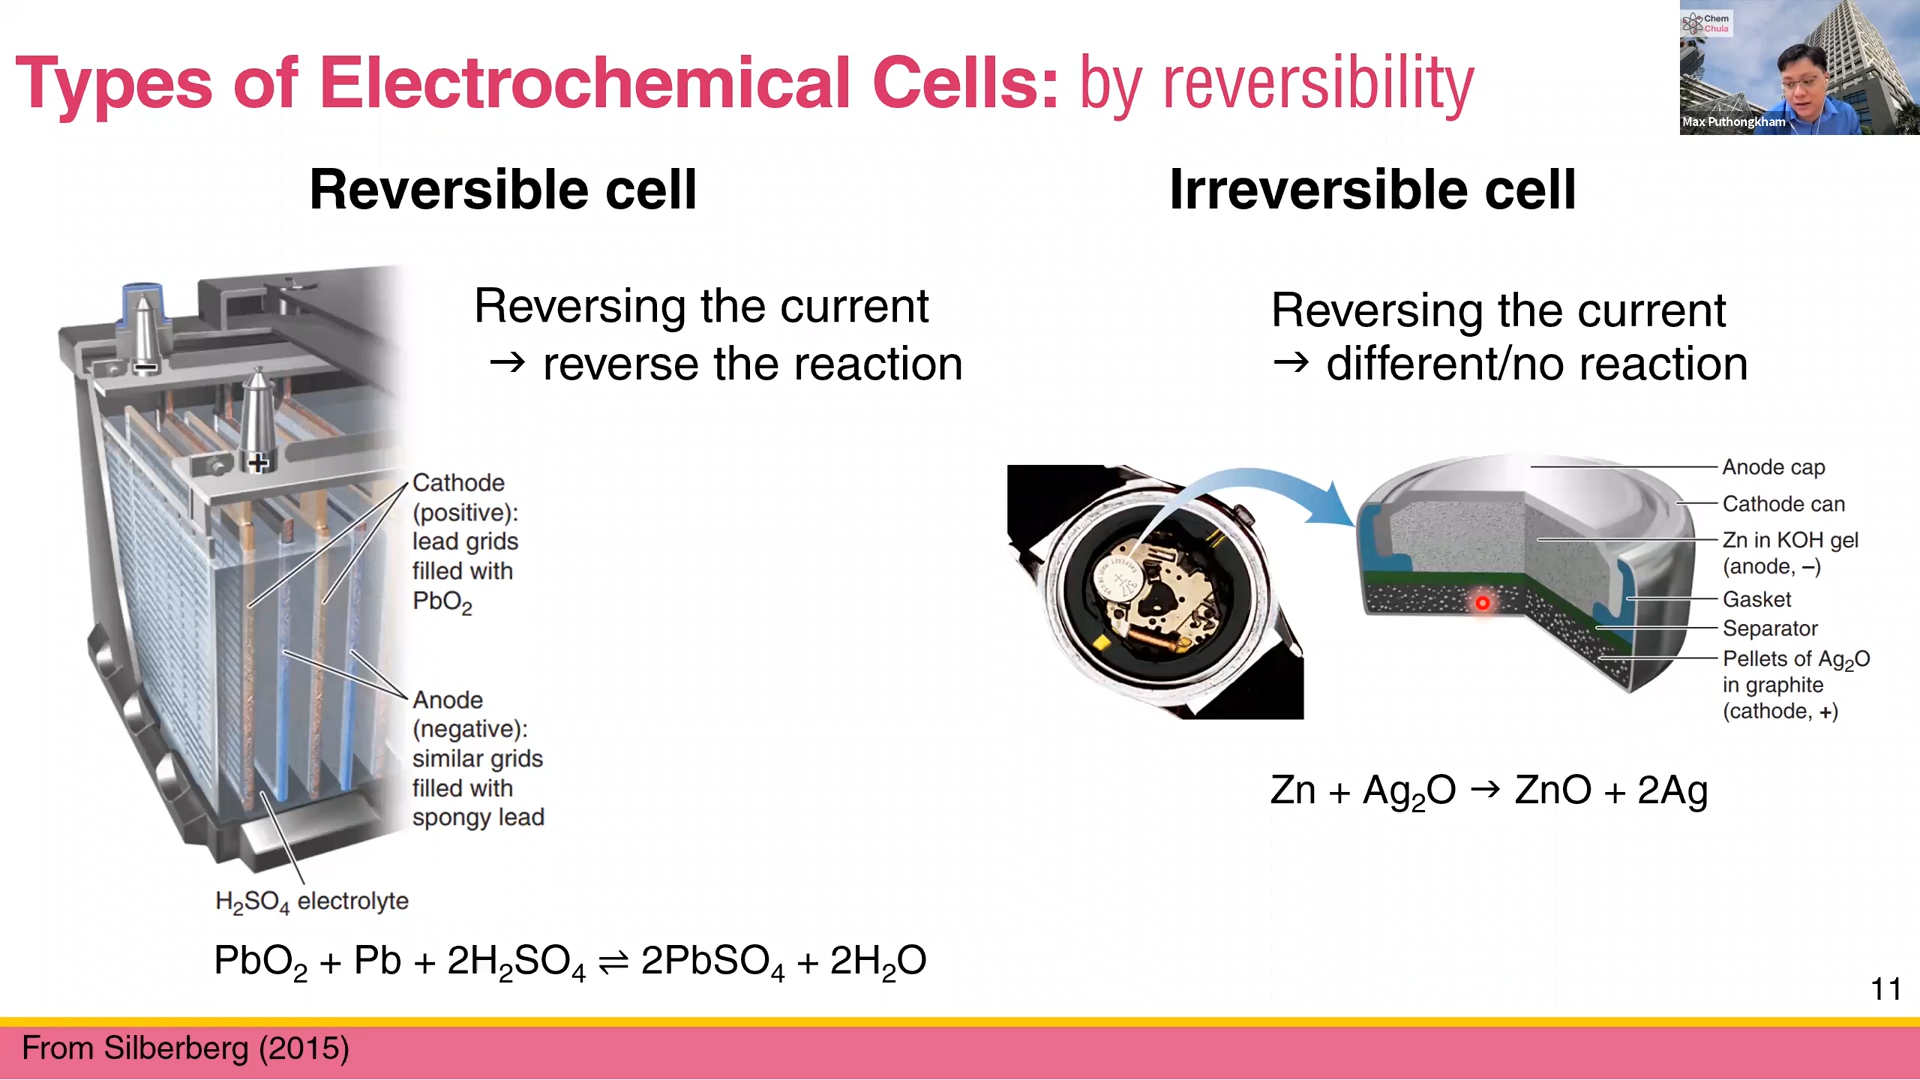 Types of Electrochemical Cells: by reversibility
Chem
Chula
Max Puthongkham
Reversible cell
Reversing the current
→ reverse the reaction
−
+
Cathode
(positive):
lead grids
filled with
PbO₂
Anode
(negative):
similar grids
filled with
spongy lead
H₂SO₄ electrolyte
PbO₂ + Pb + 2H₂SO₄ ⇌ 2PbSO₄ + 2H₂O
Irreversible cell
Reversing the current
→ different/no reaction
Anode cap
Cathode can
Zn in KOH gel
(anode, –)
Gasket
Separator
Pellets of Ag₂O
in graphite
(cathode, +)
Zn + Ag₂O → ZnO + 2Ag
11
From Silberberg (2015)